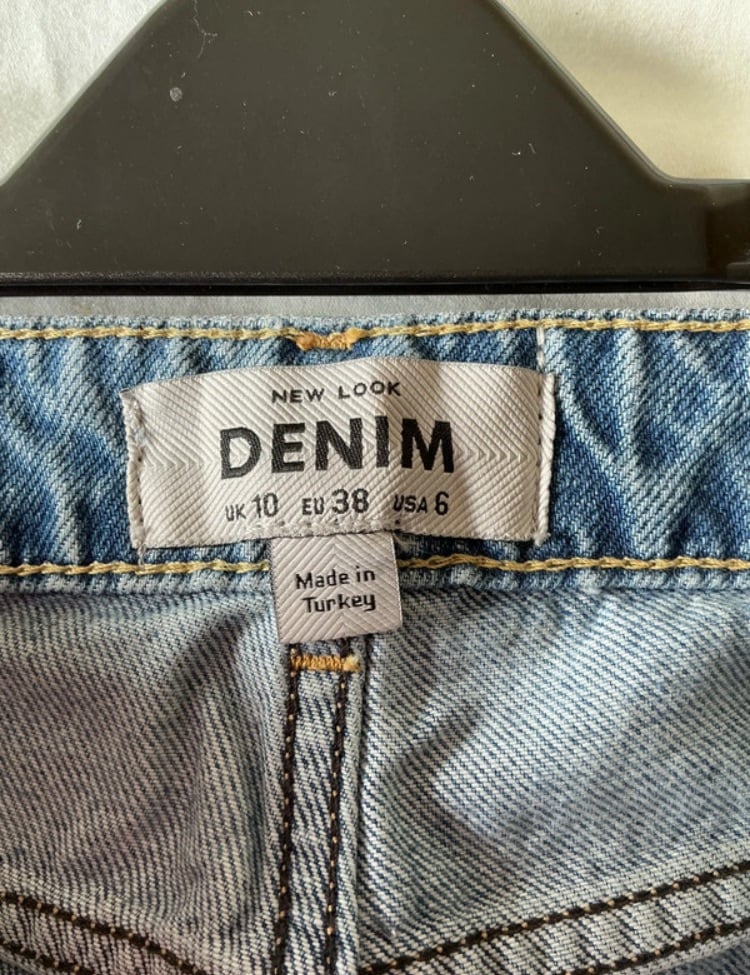 NEW LOOK
DENIM
UK 10 EU 38 USA 6
Made in
Turkey